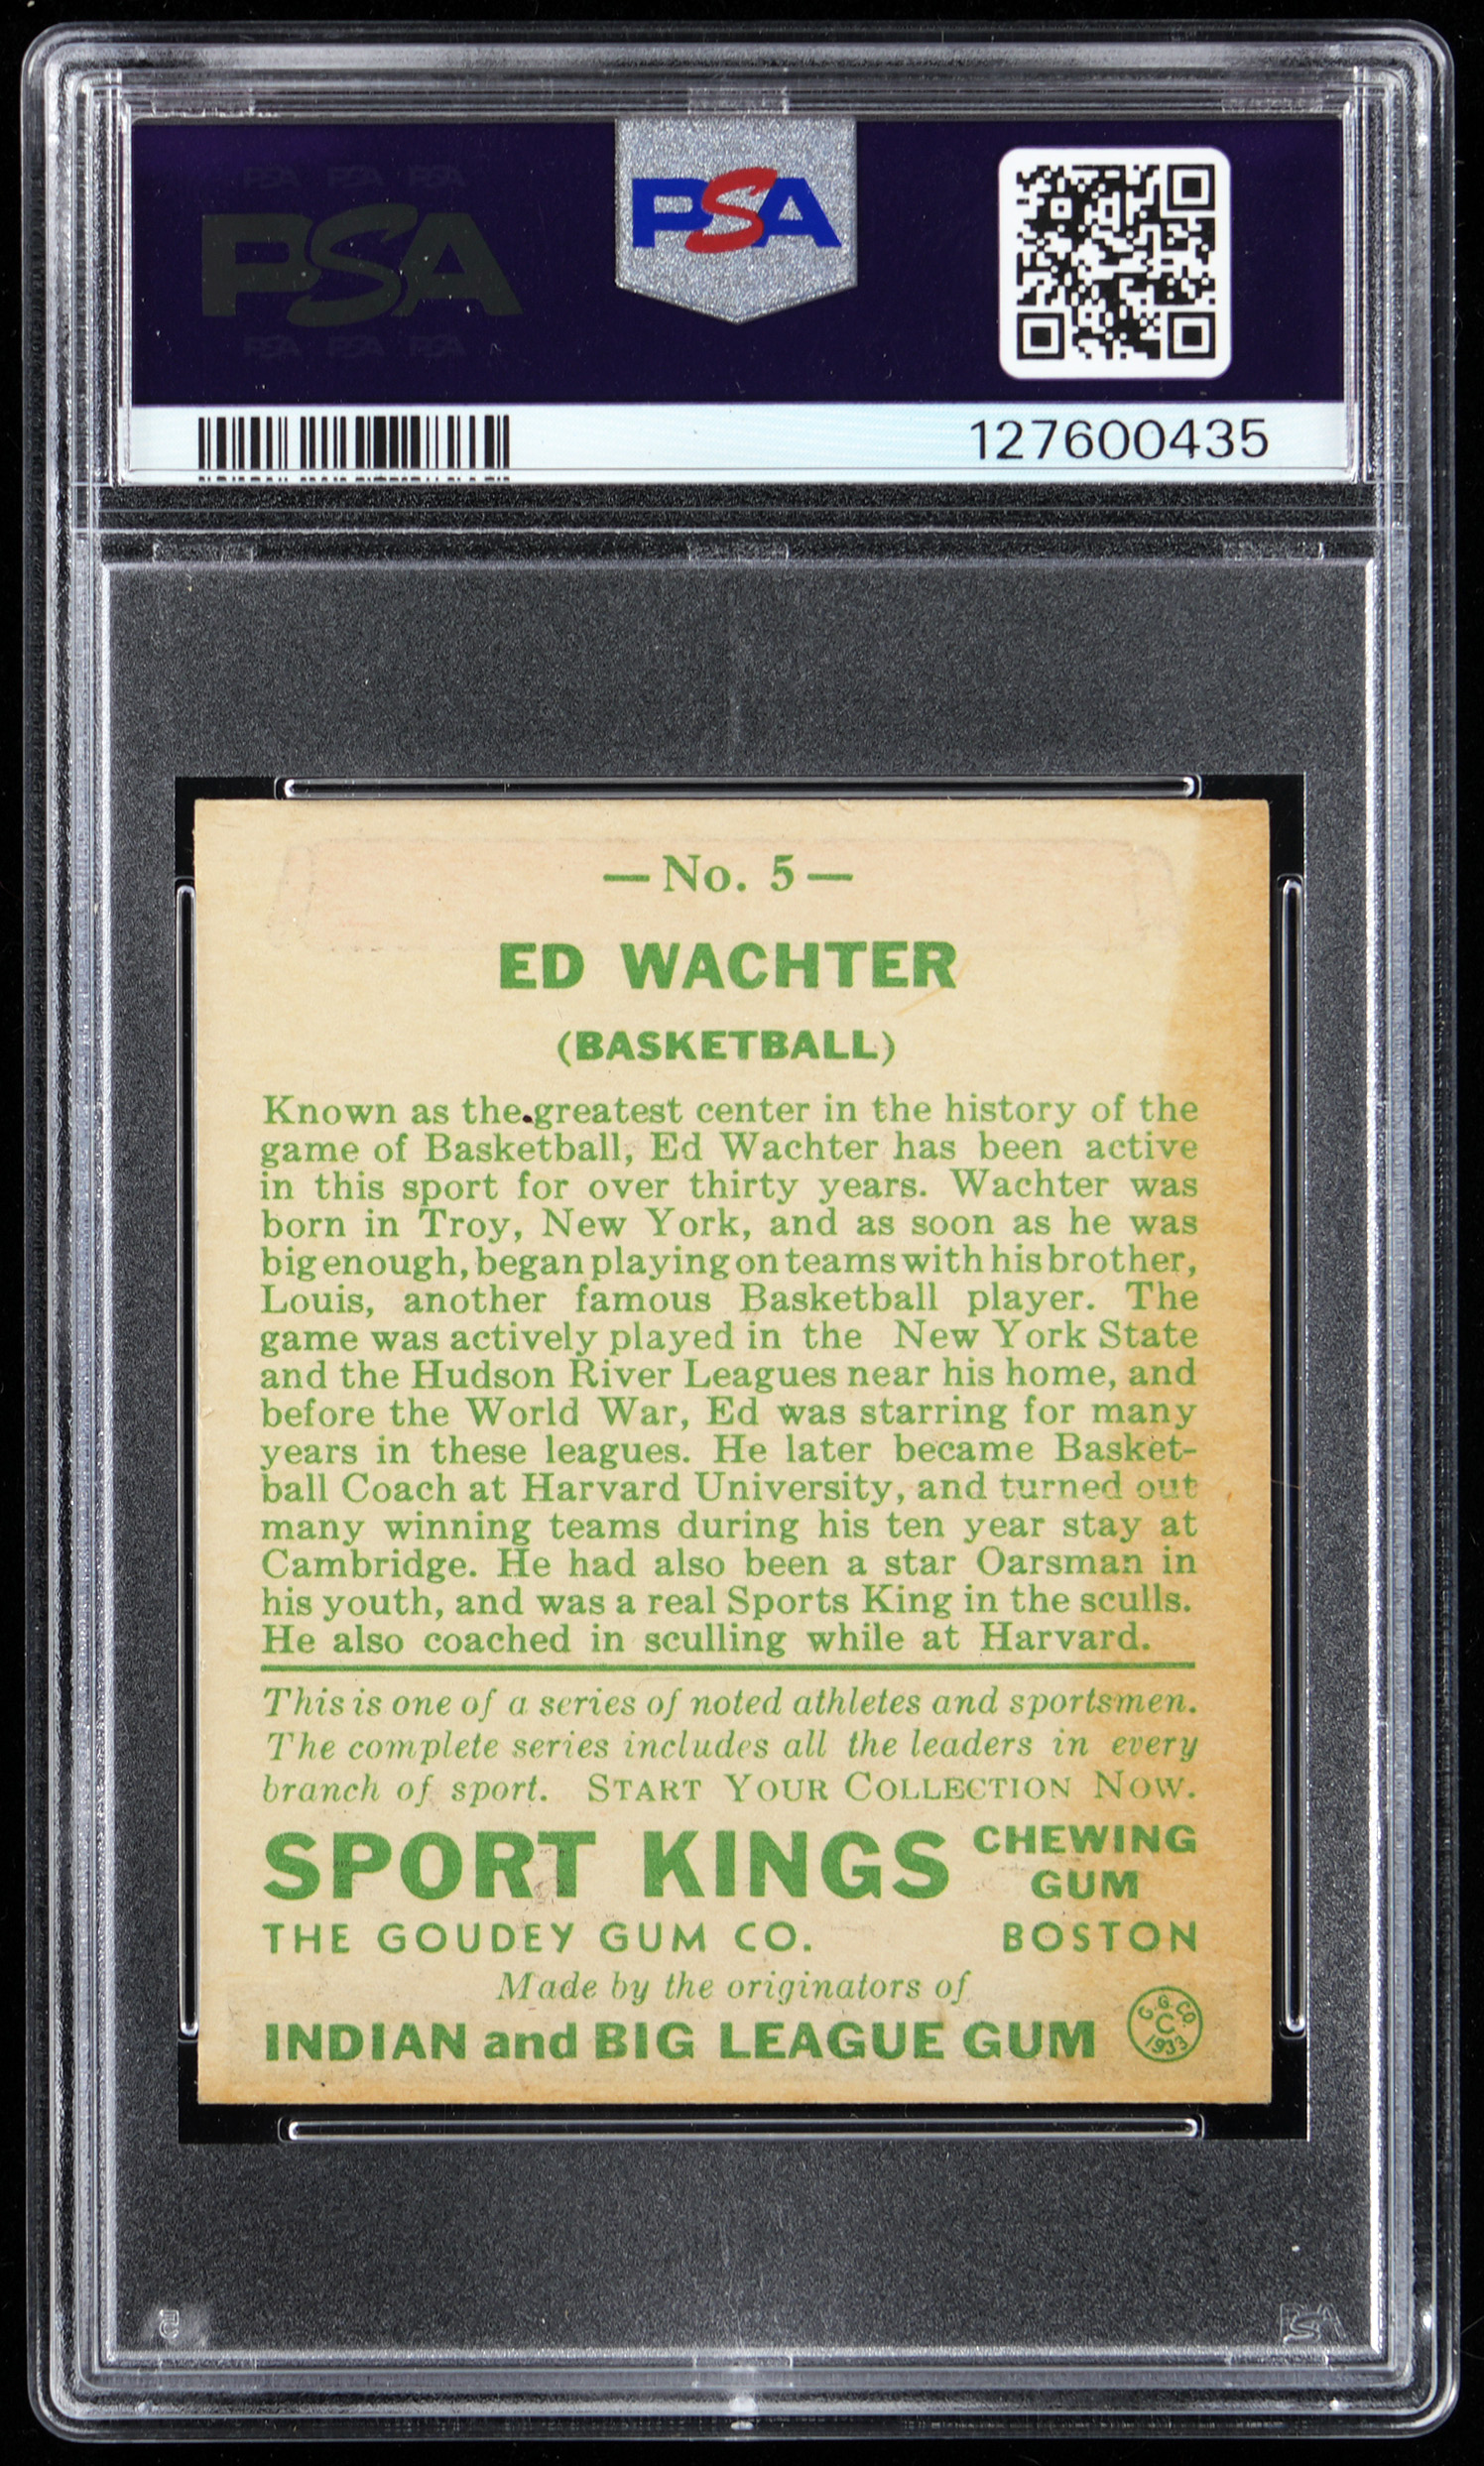 PSA PSA PSA
PSA
PSA PSA PSA
PSA
127600435
—No. 5—
ED WACHTER
(BASKETBALL)
Known as the greatest center in the history of the
game of Basketball, Ed Wachter has been active
in this sport for over thirty years. Wachter was
born in Troy, New York, and as soon as he was
big enough, began playing on teams with his brother,
Louis, another famous Basketball player. The
game was actively played in the New York State
and the Hudson River Leagues near his home, and
before the World War, Ed was starring for many
years in these leagues. He later became Basket-
ball Coach at Harvard University, and turned out
many winning teams during his ten year stay at
Cambridge. He had also been a star Oarsman in
his youth, and was a real Sports King in the sculls.
He also coached in sculling while at Harvard.
This is one of a series of noted athletes and sportsmen.
The complete series includes all the leaders in every
branch of sport. START YOUR COLLECTION NOW.
SPORT KINGS CHEWING GUM
THE GOUDEY GUM CO. BOSTON
Made by the originators of
INDIAN and BIG LEAGUE GUM
G. G. CO.
C
1933
PSA